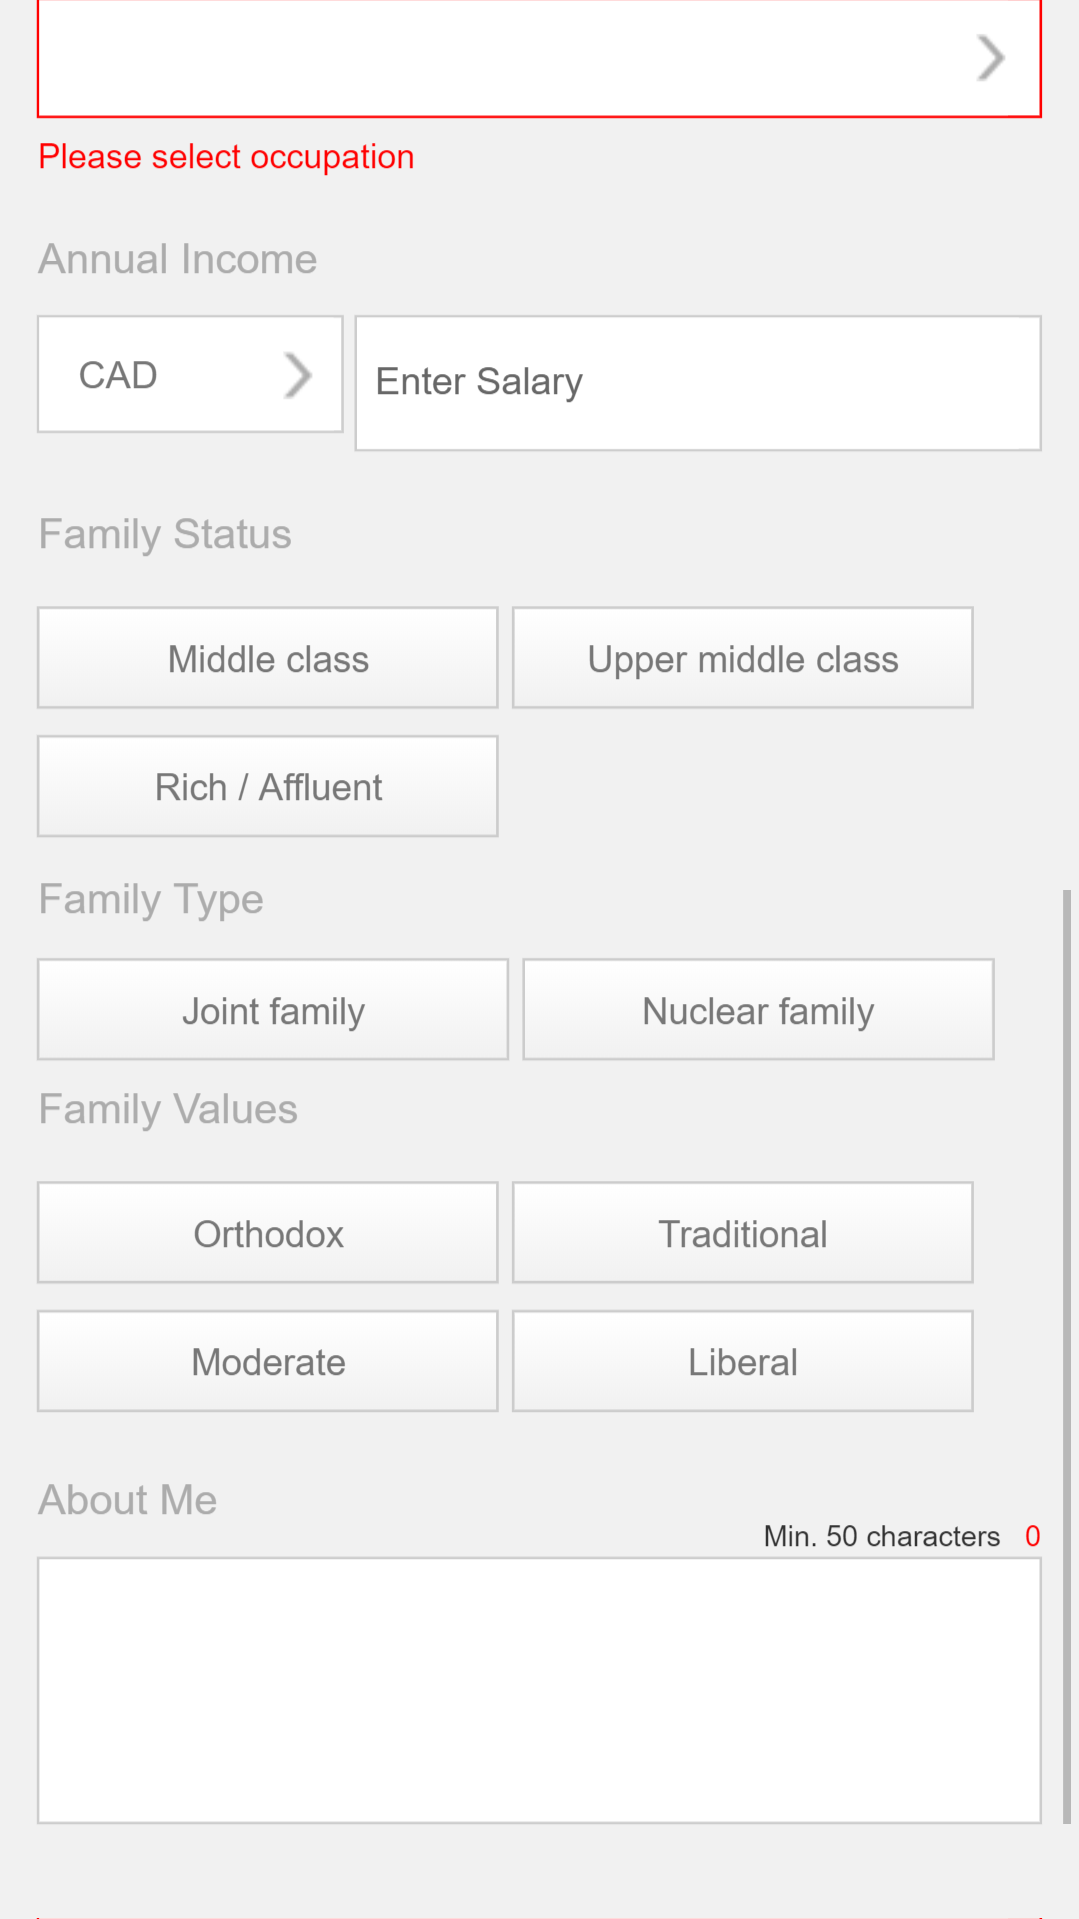 Please select occupation
Annual Income
CAD
Enter Salary
Family Status
Middle class
Upper middle class
Rich / Affluent
Family Type
Joint family
Nuclear family
Family Values
Orthodox
Traditional
Moderate
Liberal
About Me
Min. 50 characters 0